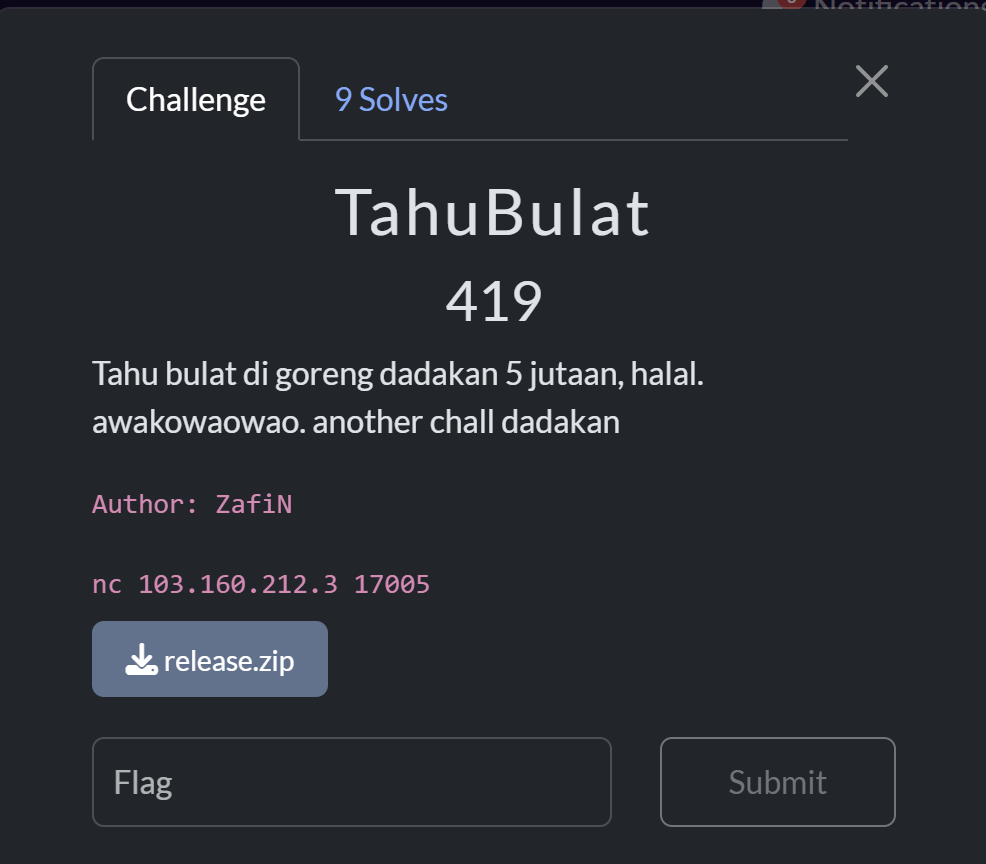 Notifications
Challenge
9 Solves
TahuBulat
419
Tahu bulat di goreng dadakan 5 jutaan, halal.
awakowaowao. another chall dadakan
Author: ZafiN
nc 103.160.212.3 17005
release.zip
Flag
Submit